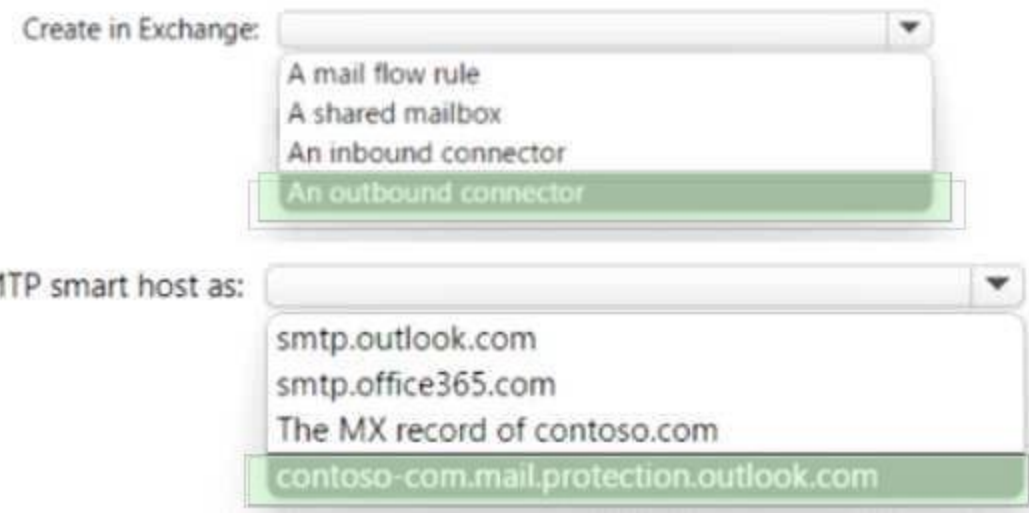 Create in Exchange:
A mail flow rule
A shared mailbox
An inbound connector
An outbound connector
MTP smart host as:
smtp.outlook.com
smtp.office365.com
The MX record of contoso.com
contoso-com.mail.protection.outlook.com